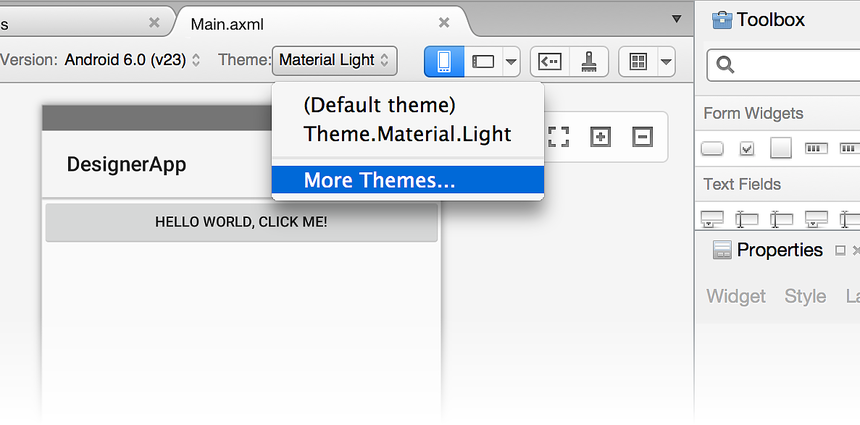 s
Main.axml
Toolbox
Version: Android 6.0 (v23) Theme: Material Light
(Default theme)
Theme.Material.Light
More Themes...
Form Widgets
DesignerApp
Text Fields
HELLO WORLD, CLICK ME!
Properties
Widget Style La